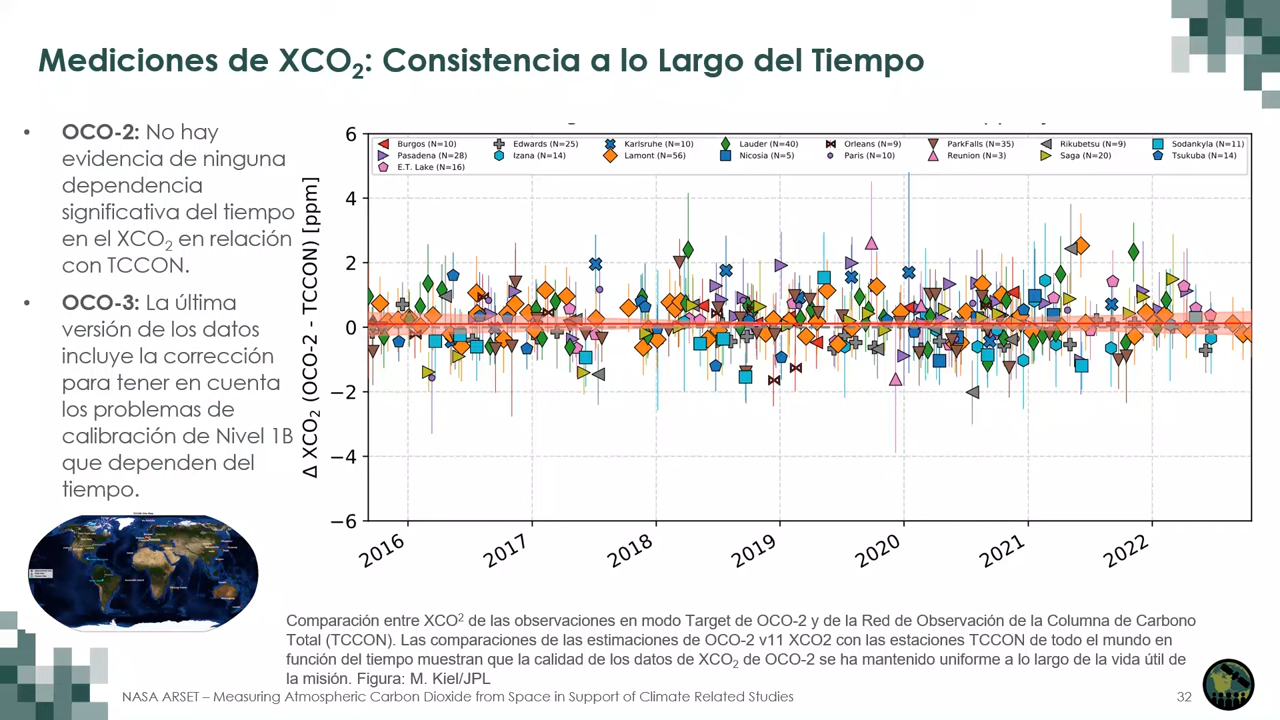 Mediciones de XCO₂: Consistencia a lo Largo del Tiempo
• OCO-2: No hay
evidencia de ninguna
dependencia
significativa del tiempo
en el XCO₂ en relación
con TCCON.
• OCO-3: La última
versión de los datos
incluye la corrección
para tener en cuenta
los problemas de
calibración de Nivel 1B
que dependen del
tiempo.
Δ XCO₂ (OCO-2 - TCCON) [ppm]
6
4
2
0
−2
−4
−6
Burgos (N=10) Edwards (N=25) Karlsruhe (N=10) Lauder (N=40) Orleans (N=9) ParkFalls (N=35) Rikubetsu (N=9) Sodankyla (N=11)
Pasadena (N=28) Izana (N=14) Lamont (N=56) Nicosia (N=5) Paris (N=10) Reunion (N=3) Saga (N=20) Tsukuba (N=14)
E.T. Lake (N=16)
2016 2017 2018 2019 2020 2021 2022
Comparación entre XCO² de las observaciones en modo Target de OCO-2 y de la Red de Observación de la Columna de Carbono
Total (TCCON). Las comparaciones de las estimaciones de OCO-2 v11 XCO2 con las estaciones TCCON de todo el mundo en
función del tiempo muestran que la calidad de los datos de XCO₂ de OCO-2 se ha mantenido uniforme a lo largo de la vida útil de
la misión. Figura: M. Kiel/JPL
NASA ARSET – Measuring Atmospheric Carbon Dioxide from Space in Support of Climate Related Studies
32